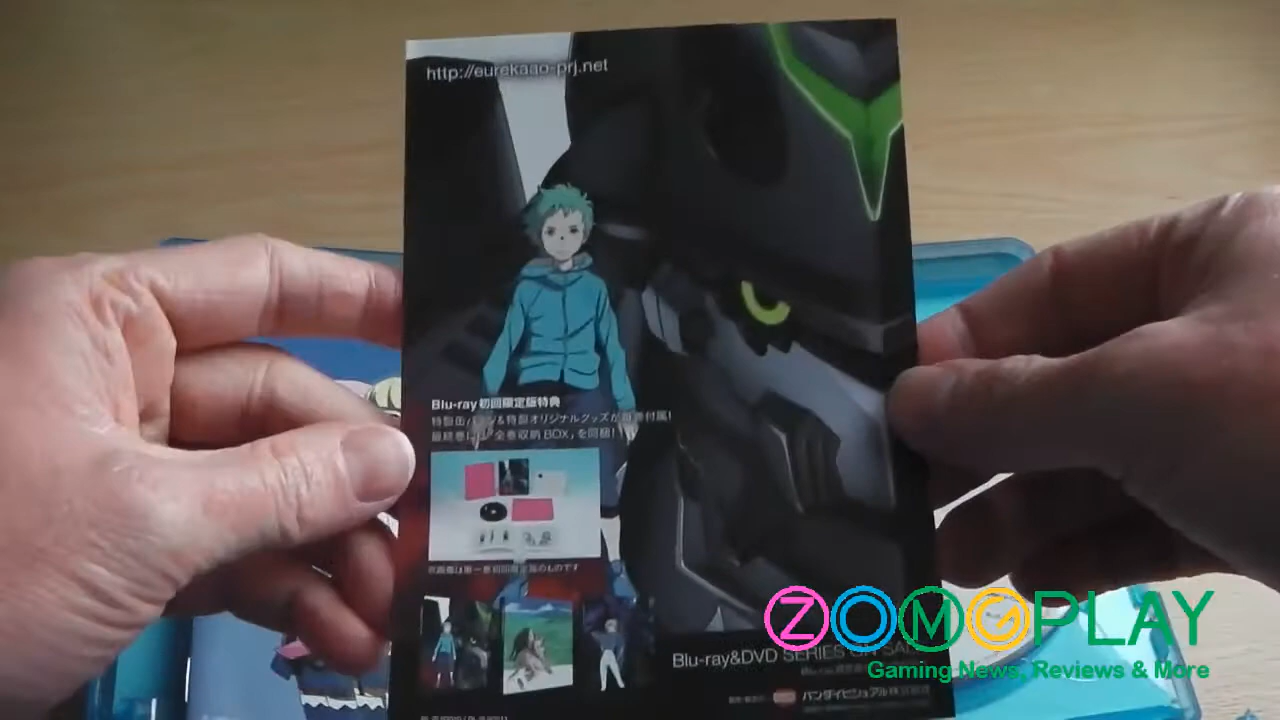 http://eurekaao-prj.net
Blu-ray 初回限定版特典
特製缶バッジ&特製オリジナルグッズが毎巻付属!
最終巻には「全巻収納BOX」を同梱!
※画像は第一巻初回限定版のものです
Blu-ray&DVD SERIES ON SALE
バンダイビジュアル株式会社
ZOMGPLAY
Gaming News, Reviews & More